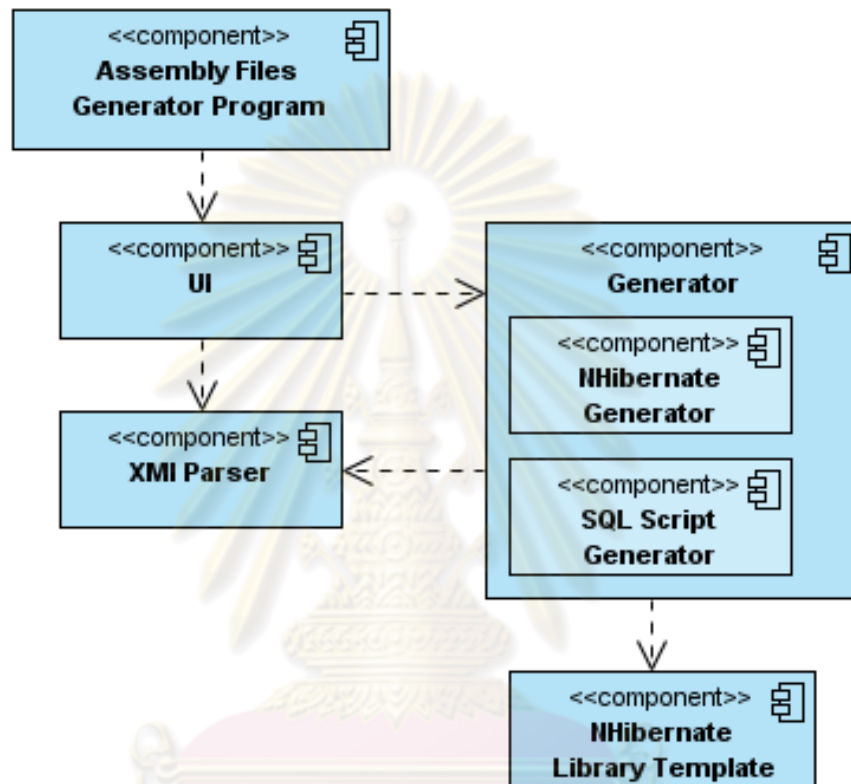 <<component>>
Assembly Files
Generator Program
<<component>>
UI
<<component>>
Generator
<<component>>
NHibernate
Generator
<<component>>
XMI Parser
<<component>>
SQL Script
Generator
<<component>>
NHibernate
Library Template